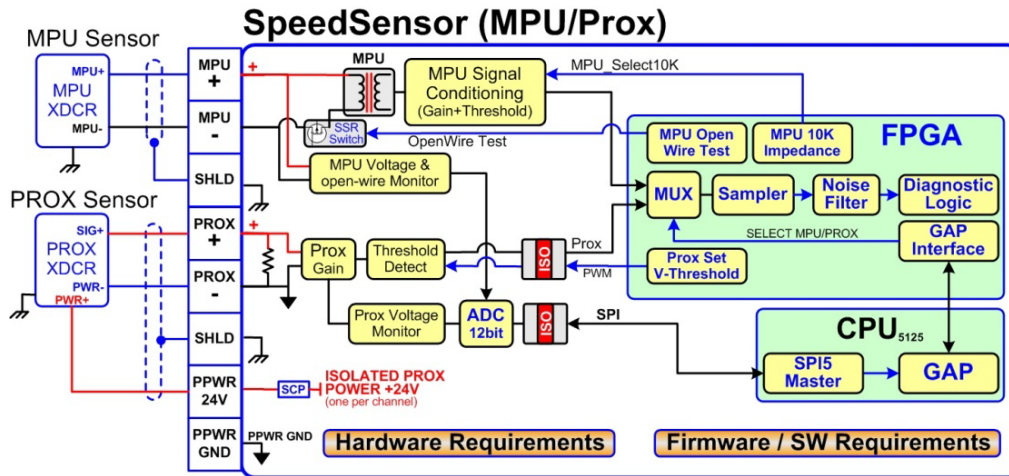 SpeedSensor (MPU/Prox)
MPU Sensor
MPU+
MPU
XDCR
MPU-
PROX Sensor
SIG+
PROX
XDCR
PWR-
PWR+
MPU
+
MPU
-
SHLD
PROX
+
PROX
-
SHLD
PPWR
24V
PPWR
GND
+
MPU
MPU Signal
Conditioning
(Gain+Threshold)
MPU_Select10K
SSR
Switch
OpenWire Test
MPU Voltage &
open-wire Monitor
+
Prox
Gain
Threshold
Detect
ISO
Prox
PWM
Prox Voltage
Monitor
ADC
12bit
ISO
SPI
SCP
ISOLATED PROX
POWER +24V
(one per channel)
PPWR GND
FPGA
MPU Open
Wire Test
MPU 10K
Impedance
MUX
Sampler
Noise
Filter
Diagnostic
Logic
SELECT MPU/PROX
GAP
Interface
Prox Set
V-Threshold
CPU5125
SPI5
Master
GAP
Hardware Requirements
Firmware / SW Requirements